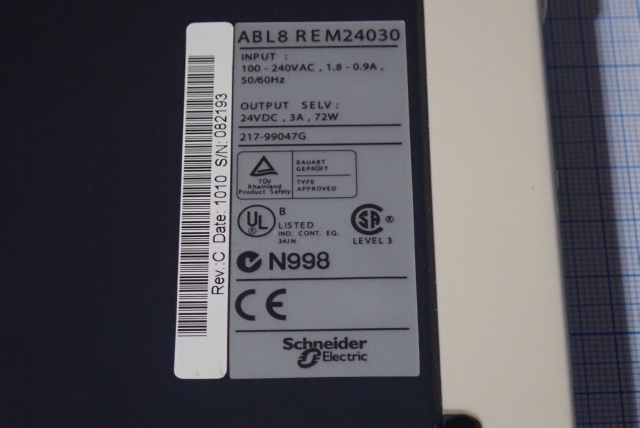 ABL8 REM24030
INPUT :
100 - 240VAC , 1.8 - 0.9A ,
50/60Hz
OUTPUT SELV :
24VDC , 3A , 72W
217-99047G
TÜV
Rheinland
Product Safety
BAUART
GEPRÜFT
TYPE
APPROVED
UL
B
LISTED
IND. CONT. EQ.
34JN
SA ®
LEVEL 3
N998
CE
Schneider
Electric
Rev.:C Date: 1010 S/N: 082193